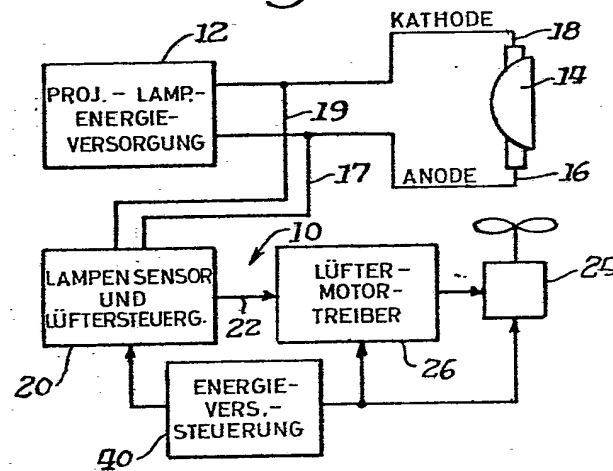 12
KATHODE
18
14
PROJ.-LAMP.-
ENERGIE-
VERSORGUNG
19
17
ANODE
16
10
LAMPENSENSOR
UND
LÜFTERSTEUERG.
22
LÜFTER-
MOTOR-
TREIBER
25
20
26
ENERGIE-
VERS.-
STEUERUNG
40